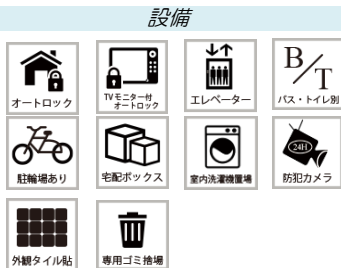 設備
オートロック
TVモニター付
オートロック
エレベーター
B/T
バス・トイレ別
駐輪場あり
宅配ボックス
室内洗濯機置場
24H
防犯カメラ
外観タイル貼
専用ゴミ捨場